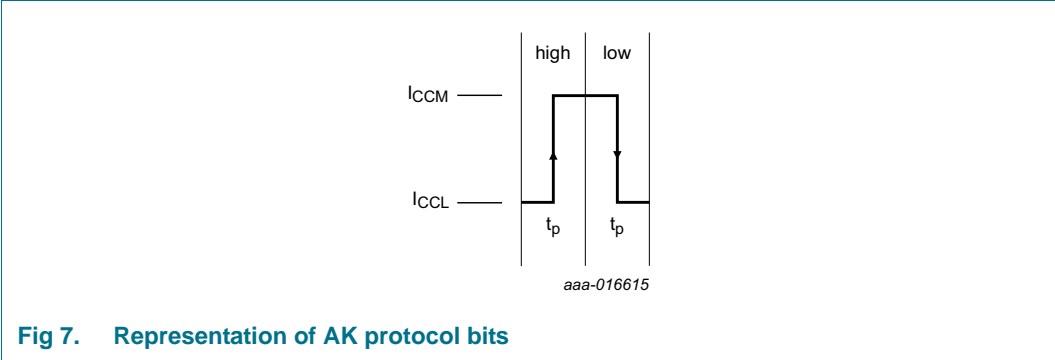 high low
ICCM
ICCL
tp tp
aaa-016615
Fig 7. Representation of AK protocol bits